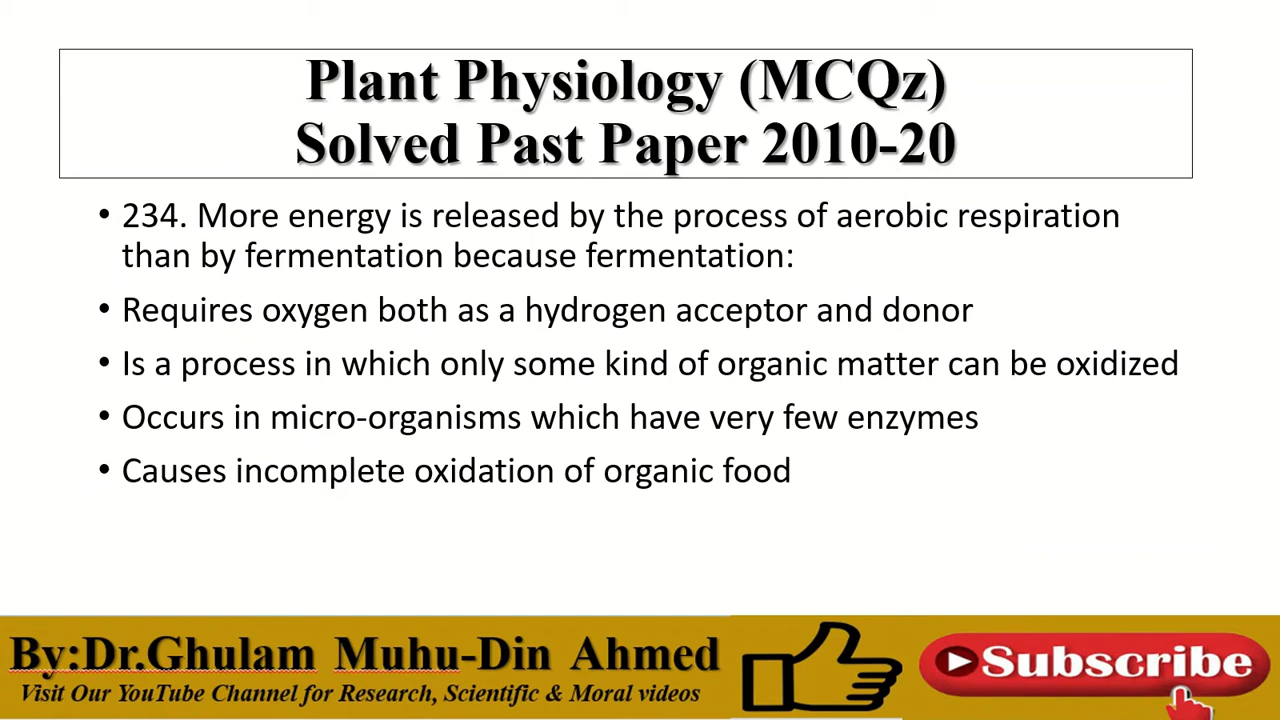 Plant Physiology (MCQz)
Solved Past Paper 2010-20
• 234. More energy is released by the process of aerobic respiration
than by fermentation because fermentation:
• Requires oxygen both as a hydrogen acceptor and donor
• Is a process in which only some kind of organic matter can be oxidized
• Occurs in micro-organisms which have very few enzymes
• Causes incomplete oxidation of organic food
By:Dr.Ghulam Muhu-Din Ahmed
Visit Our YouTube Channel for Research, Scientific & Moral videos
Subscribe